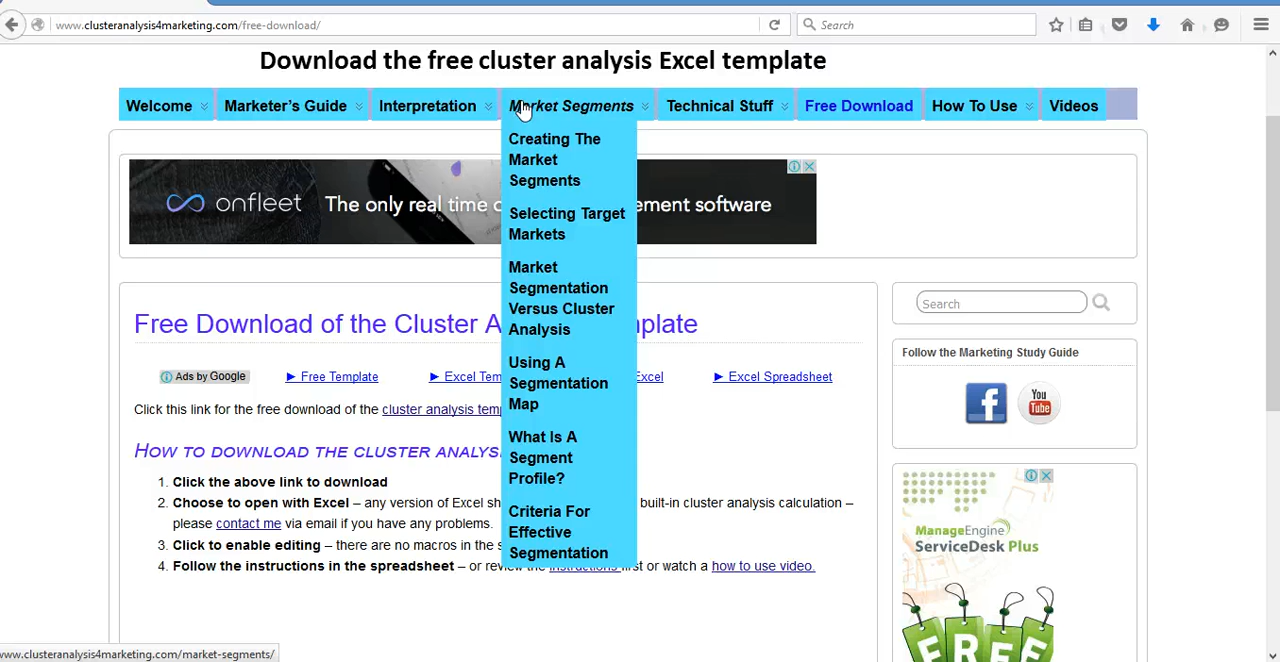 www.clusteranalysis4marketing.com/free-download/
Search
Download the free cluster analysis Excel template
Welcome Marketer's Guide Interpretation Market Segments Technical Stuff Free Download How To Use Videos
Creating The
Market
Segments
Selecting Target
Markets
Market
Segmentation
Versus Cluster
Analysis
Using A
Segmentation
Map
What Is A
Segment
Profile?
Criteria For
Effective
Segmentation
onfleet The only real time ement software
Free Download of the Cluster A plate
Ads by Google
► Free Template
► Excel Tem
Excel
► Excel Spreadsheet
Click this link for the free download of the cluster analysis temp
How to download the cluster analys
1. Click the above link to download
2. Choose to open with Excel – any version of Excel sh built-in cluster analysis calculation –
please contact me via email if you have any problems.
3. Click to enable editing – there are no macros in the s
4. Follow the instructions in the spreadsheet – or review the instructions first or watch a how to use video.
Search
Follow the Marketing Study Guide
f
You
Tube
ManageEngine
ServiceDesk Plus
FREE
www.clusteranalysis4marketing.com/market-segments/